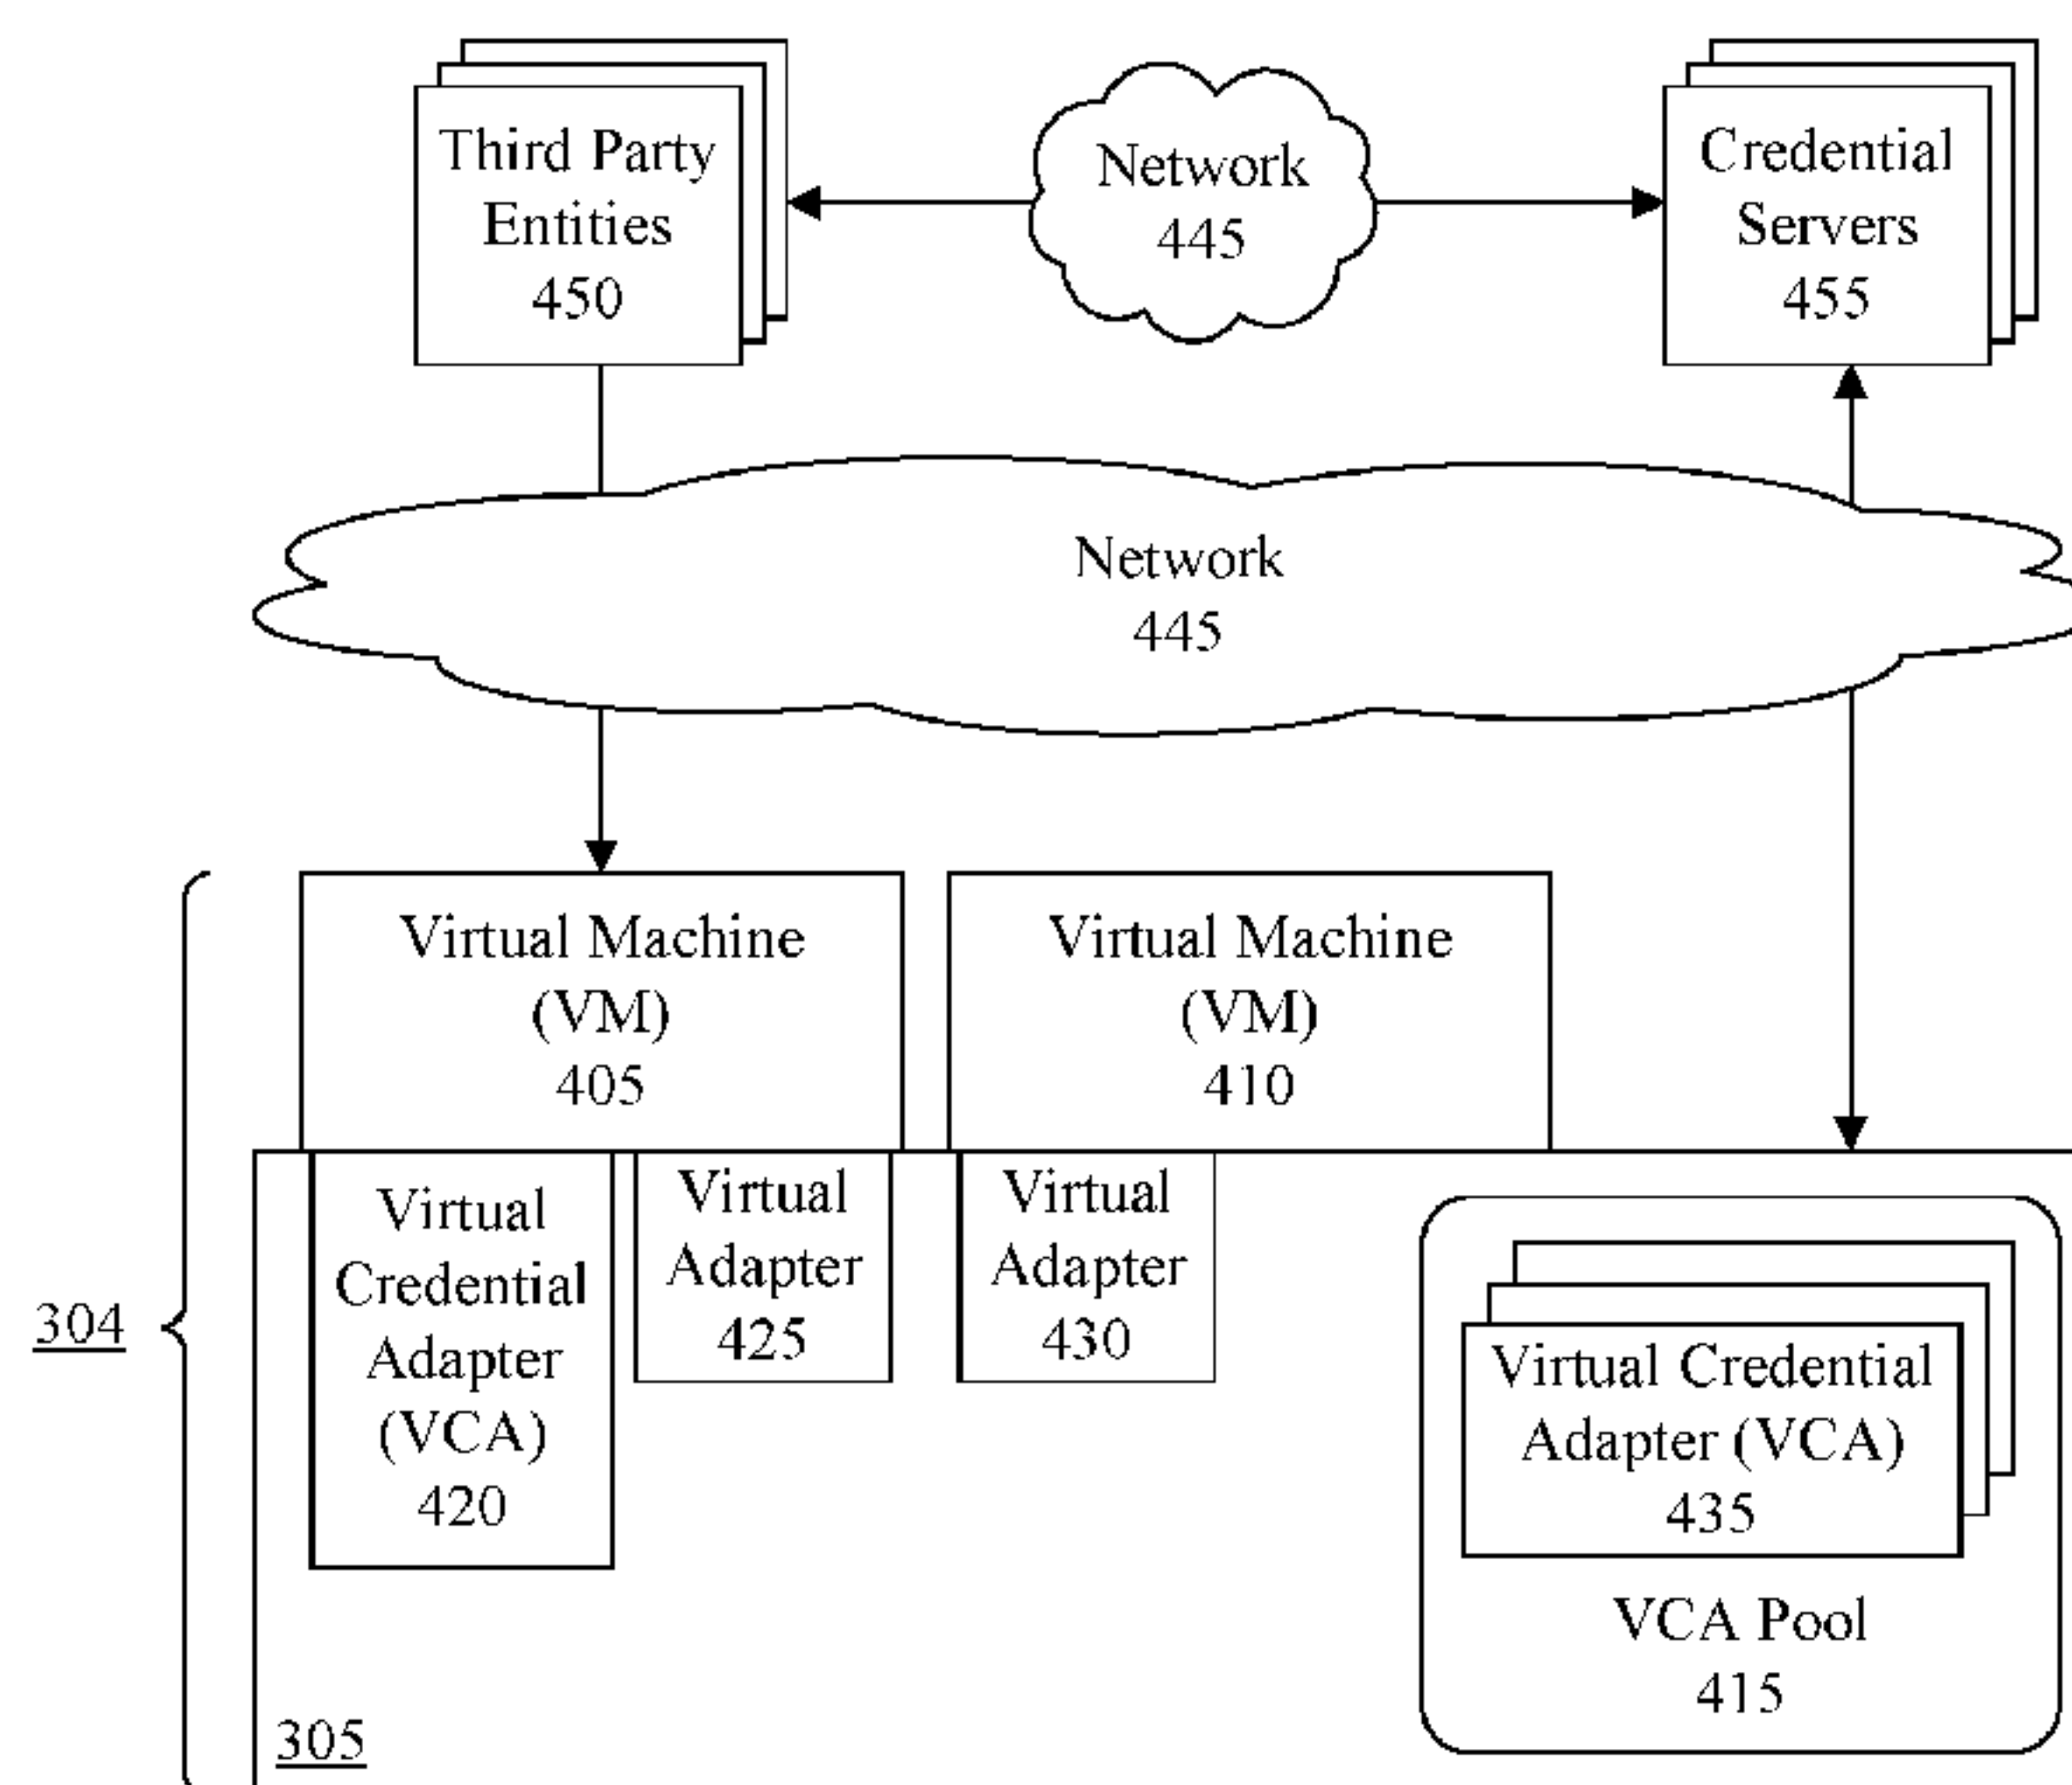 Third Party
Entities
450
Network
445
Credential
Servers
455
Network
445
Virtual Machine
(VM)
405
Virtual Machine
(VM)
410
304
Virtual
Credential
Adapter
(VCA)
420
Virtual
Adapter
425
Virtual
Adapter
430
Virtual Credential
Adapter (VCA)
435
VCA Pool
415
305